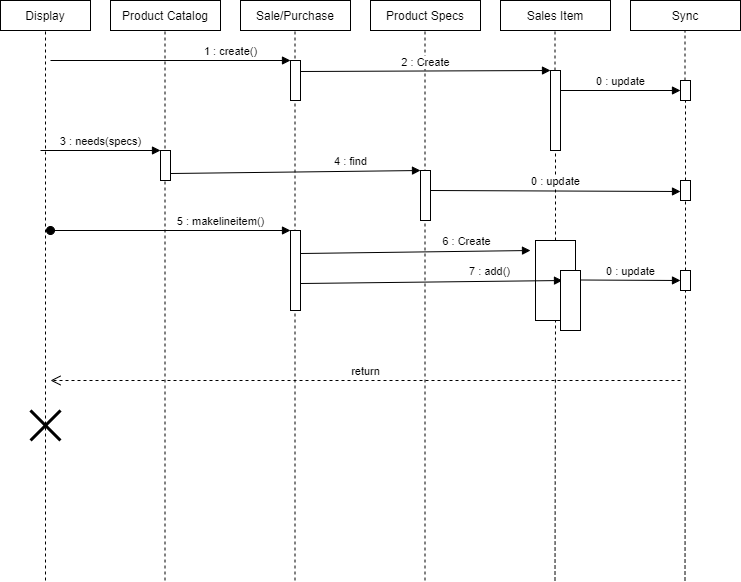 Display
Product Catalog
Sale/Purchase
Product Specs
Sales Item
Sync
1 : create()
2 : Create
0 : update
3 : needs(specs)
4 : find
0 : update
5 : makelineitem()
6 : Create
7 : add()
0 : update
return